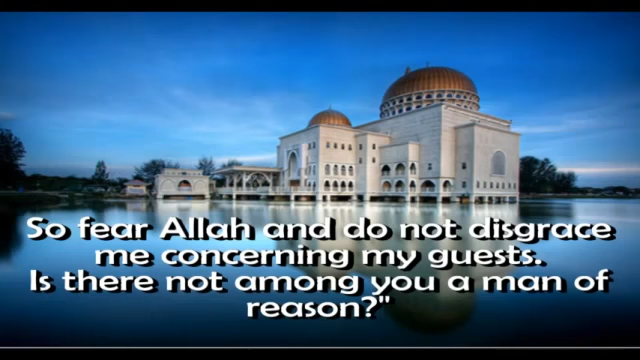 So fear Allah and do not disgrace
me concerning my guests.
Is there not among you a man of
reason?"